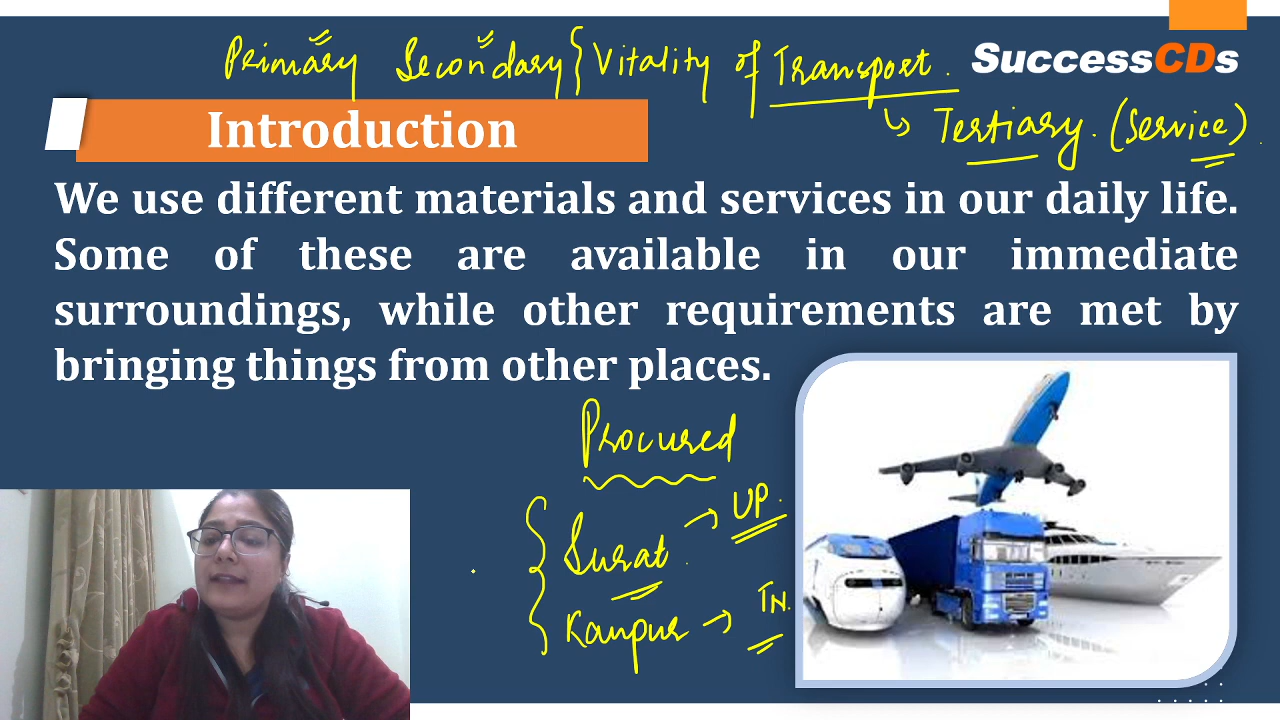 Primary Secondary } Vitality of Transport.
SuccessCDs
↳ Tertiary. (Service).
Introduction
We use different materials and services in our daily life.
Some of these are available in our immediate
surroundings, while other requirements are met by
bringing things from other places.
Procured
Surat → UP.
Kanpur → TN.